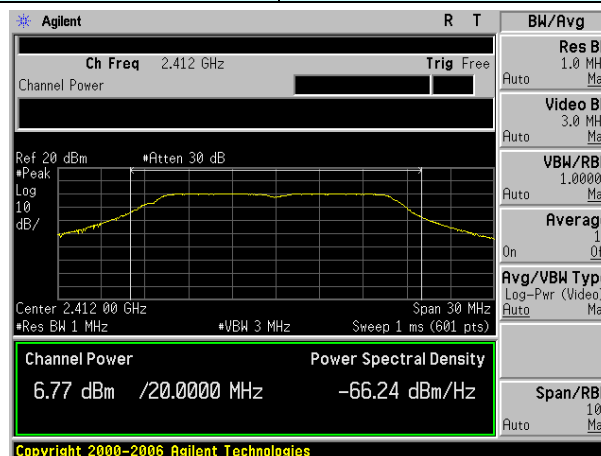 Agilent R T
Ch Freq 2.412 GHz Trig Free
Channel Power
Ref 20 dBm #Atten 30 dB
#Peak
Log
10
dB/
Center 2.412 00 GHz Span 30 MHz
#Res BW 1 MHz #VBW 3 MHz Sweep 1 ms (601 pts)
Channel Power Power Spectral Density
6.77 dBm /20.0000 MHz -66.24 dBm/Hz
Copyright 2000-2006 Agilent Technologies
BW/Avg
Res B
1.0 MH
Auto Ma
Video B
3.0 MH
Auto Ma
VBW/RB
1.0000
Auto Ma
Averag
1
On Of
Avg/VBW Typ
Log-Pwr (Video)
Auto Ma
Span/RB
10
Auto Ma